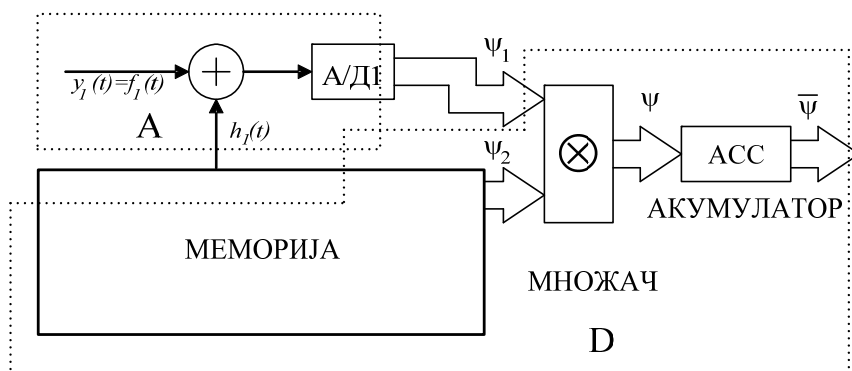 y₁(t)=f₁(t)
+
А/Д1
ψ₁
A
h₁(t)
ψ₂
⊗
ψ
ACC
ψ̅
АКУМУЛАТОР
МЕМОРИЈА
МНОЖАЧ
D